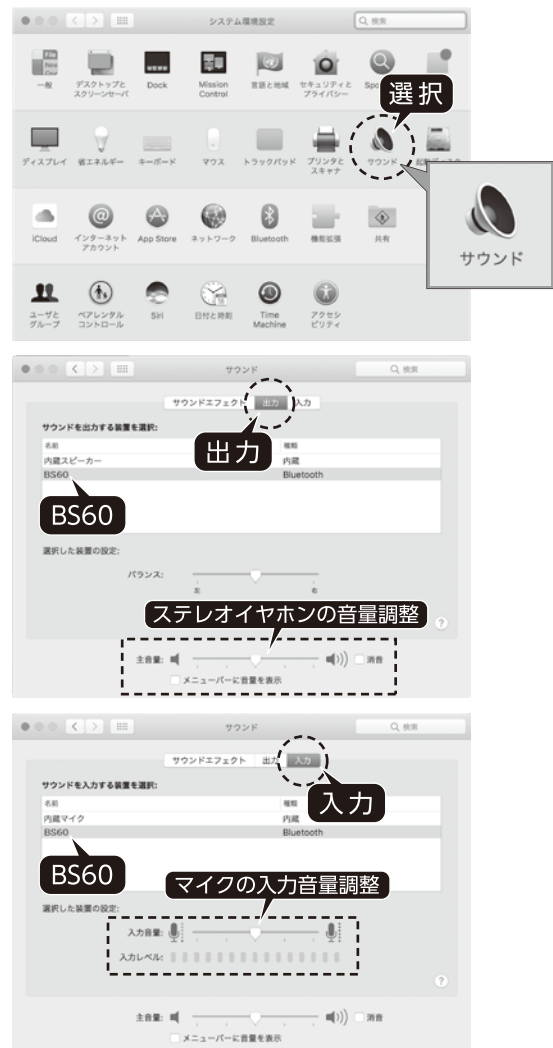 システム環境設定
検索
一般
デスクトップと
スクリーンセーバ
Dock
Mission
Control
言語と地域
セキュリティと
プライバシー
選択
ディスプレイ
省エネルギー
キーボード
マウス
トラックパッド
プリンタと
スキャナ
サウンド
サウンド
iCloud
インターネット
アカウント
App Store
ネットワーク
Bluetooth
機能拡張
共有
ユーザと
グループ
ペアレンタル
コントロール
Siri
日付と時刻
Time
Machine
アクセシ
ビリティ
サウンド
検索
サウンドエフェクト 出力 入力
サウンドを出力する装置を選択:
出力
名前 種類
内蔵スピーカー 内蔵
BS60 Bluetooth
BS60
選択した装置の設定:
バランス:
左 右
ステレオイヤホンの音量調整
?
主音量: 消音
メニューバーに音量を表示
サウンド
検索
サウンドエフェクト 出力 入力
サウンドを入力する装置を選択:
入力
名前 種類
内蔵マイク 内蔵
BS60 Bluetooth
BS60
マイクの入力音量調整
選択した装置の設定:
入力音量:
入力レベル:
?
主音量: 消音
メニューバーに音量を表示